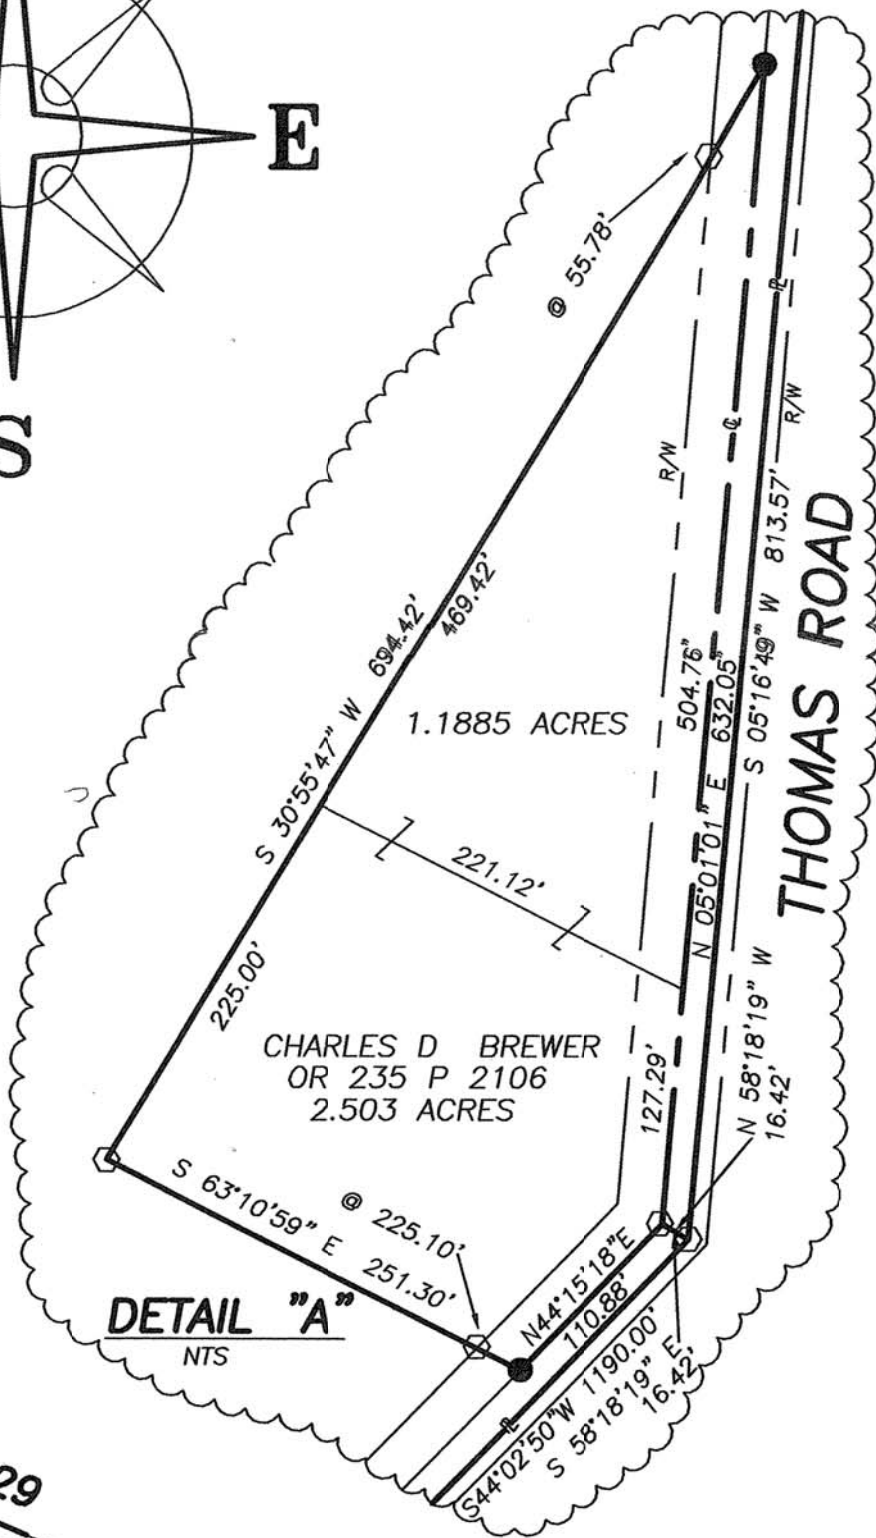 E
S
@ 55.78'
R/W
R/W
PL
CL
S 30°55'47" W 694.42'
469.42'
504.76"
N 05°01'01" E 632.05"
S 05°16'49" W 813.57'
THOMAS ROAD
1.1885 ACRES
221.12'
225.00'
CHARLES D BREWER
OR 235 P 2106
2.503 ACRES
127.29'
N 58°18'19" W
16.42'
S 63°10'59" E 251.30'
@ 225.10'
N44°15'18"E
110.88'
DETAIL "A"
NTS
PL
S44°02'50"W 1190.00'
S 58°18'19" E
16.42'
29